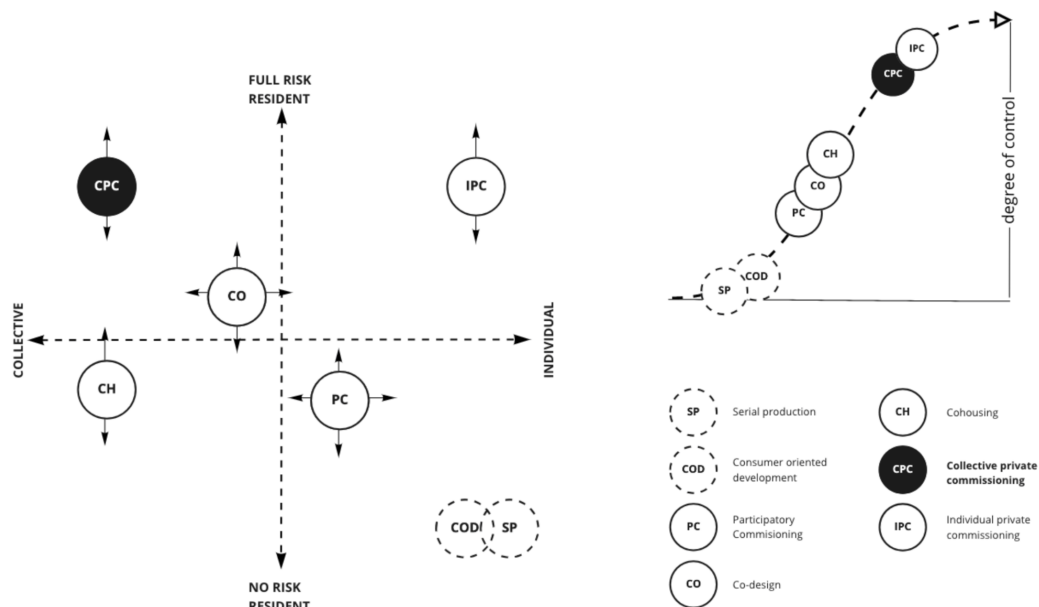 FULL RISK
RESIDENT
CPC
IPC
CO
COLLECTIVE
INDIVIDUAL
CH
PC
COD
SP
NO RISK
RESIDENT
IPC
CPC
CH
CO
PC
COD
SP
degree of control
SP
Serial production
COD
Consumer oriented
development
PC
Participatory
Commisioning
CO
Co-design
CH
Cohousing
CPC
Collective private
commissioning
IPC
Individual private
commissioning